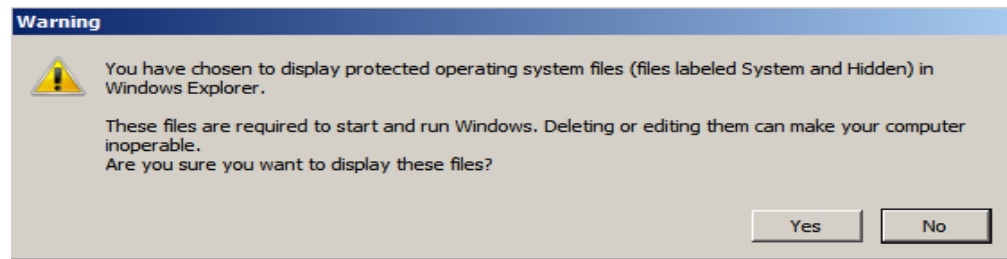 Warning
You have chosen to display protected operating system files (files labeled System and Hidden) in
Windows Explorer.
These files are required to start and run Windows. Deleting or editing them can make your computer
inoperable.
Are you sure you want to display these files?
Yes No